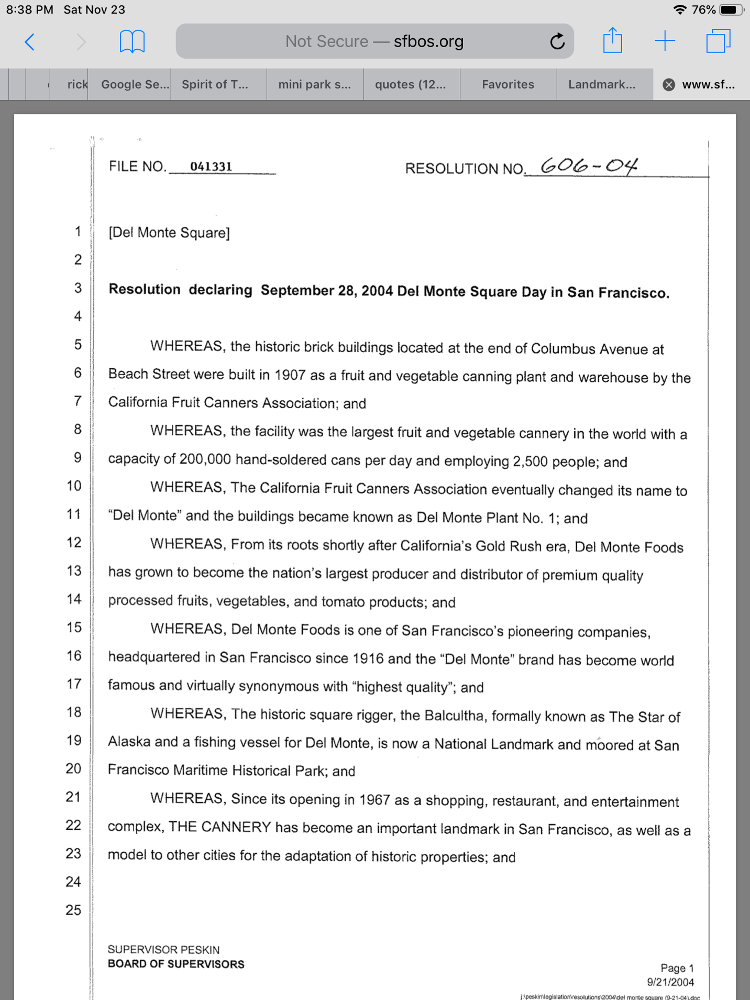 8:38 PM Sat Nov 23 76%
Not Secure — sfbos.org
rick Google Se... Spirit of T... mini park s... quotes (12... Favorites Landmark... www.sf...
FILE NO. 041331 RESOLUTION NO. 606-04
1 [Del Monte Square]
2
3 Resolution declaring September 28, 2004 Del Monte Square Day in San Francisco.
4
5 WHEREAS, the historic brick buildings located at the end of Columbus Avenue at
6 Beach Street were built in 1907 as a fruit and vegetable canning plant and warehouse by the
7 California Fruit Canners Association; and
8 WHEREAS, the facility was the largest fruit and vegetable cannery in the world with a
9 capacity of 200,000 hand-soldered cans per day and employing 2,500 people; and
10 WHEREAS, The California Fruit Canners Association eventually changed its name to
11 “Del Monte” and the buildings became known as Del Monte Plant No. 1; and
12 WHEREAS, From its roots shortly after California’s Gold Rush era, Del Monte Foods
13 has grown to become the nation’s largest producer and distributor of premium quality
14 processed fruits, vegetables, and tomato products; and
15 WHEREAS, Del Monte Foods is one of San Francisco’s pioneering companies,
16 headquartered in San Francisco since 1916 and the “Del Monte” brand has become world
17 famous and virtually synonymous with “highest quality”; and
18 WHEREAS, The historic square rigger, the Balcultha, formally known as The Star of
19 Alaska and a fishing vessel for Del Monte, is now a National Landmark and moored at San
20 Francisco Maritime Historical Park; and
21 WHEREAS, Since its opening in 1967 as a shopping, restaurant, and entertainment
22 complex, THE CANNERY has become an important landmark in San Francisco, as well as a
23 model to other cities for the adaptation of historic properties; and
24
25
SUPERVISOR PESKIN
BOARD OF SUPERVISORS
Page 1
9/21/2004
j:\peskin\legislation\resolutions\2004\del monte square (9-21-04).doc